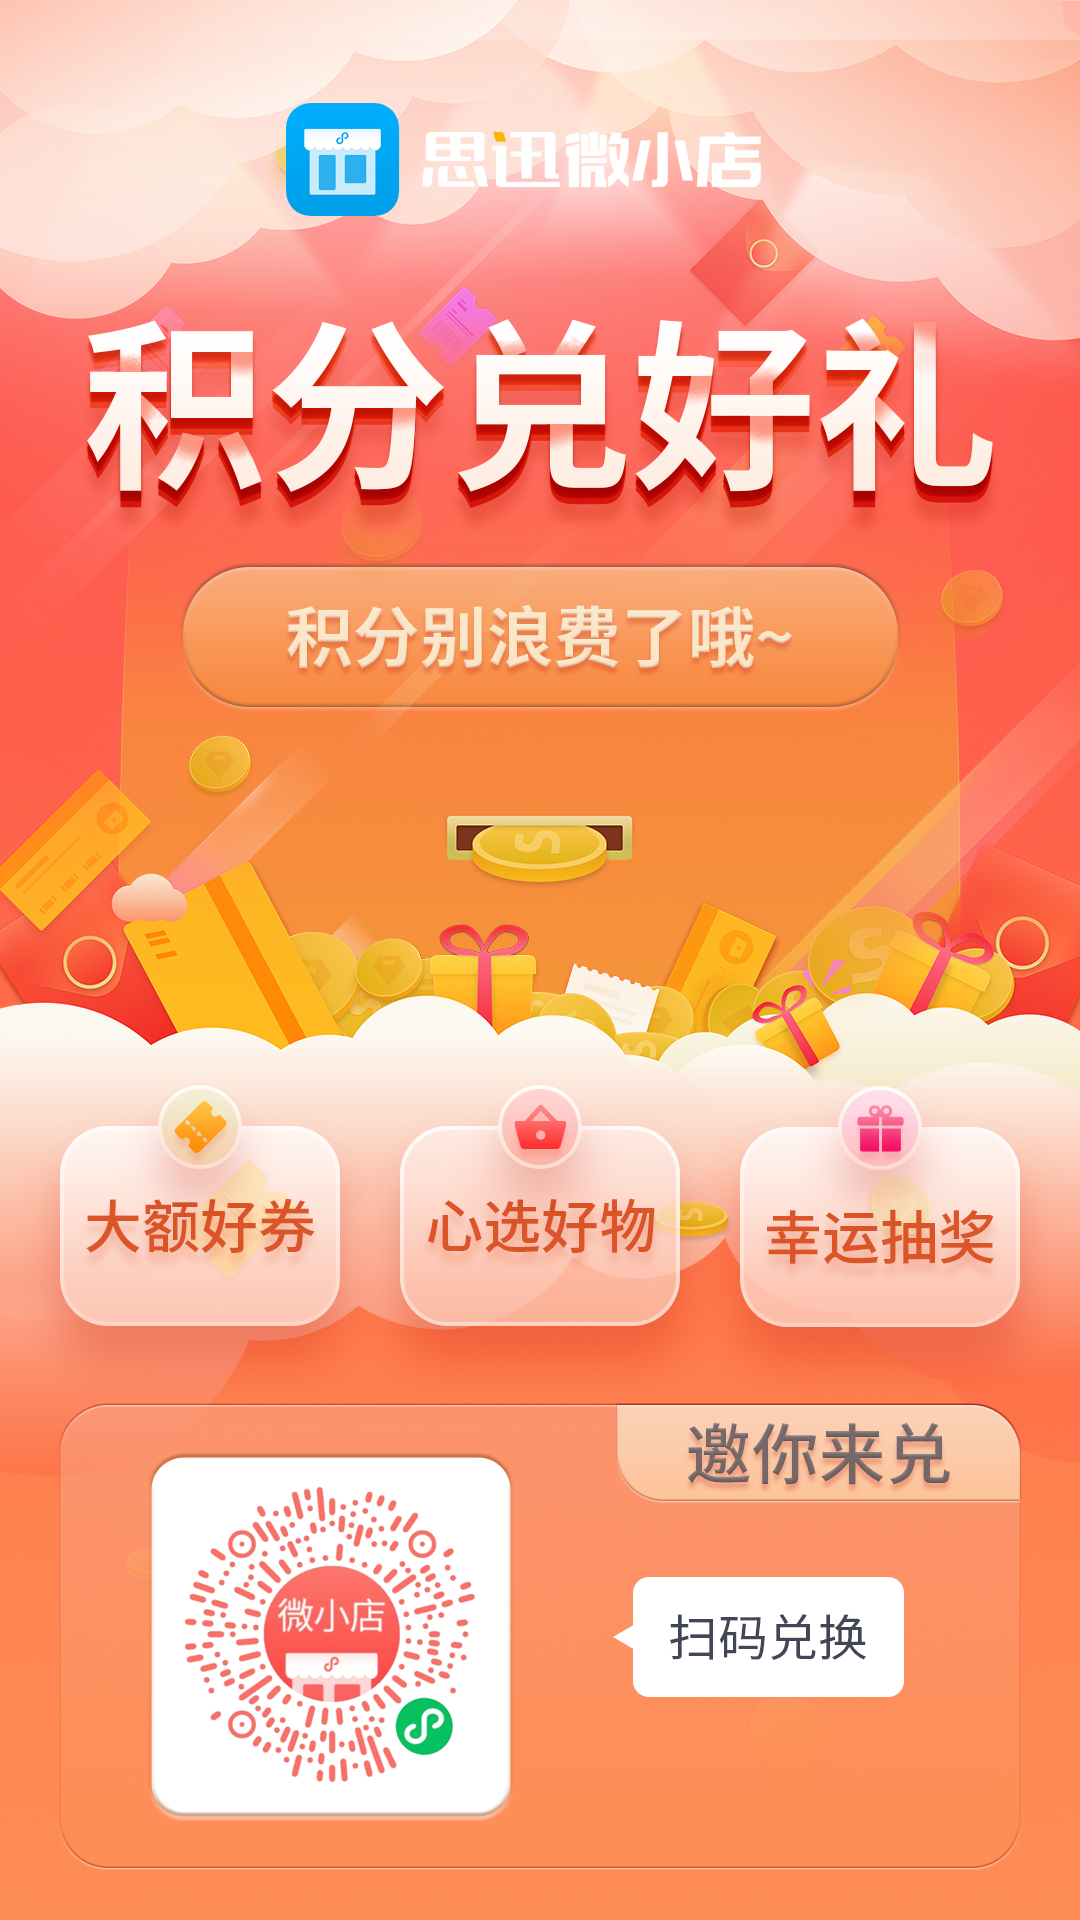 思迅微小店
积分兑好礼
积分别浪费了哦~
大额好券
心选好物
幸运抽奖
邀你来兑
微小店
扫码兑换